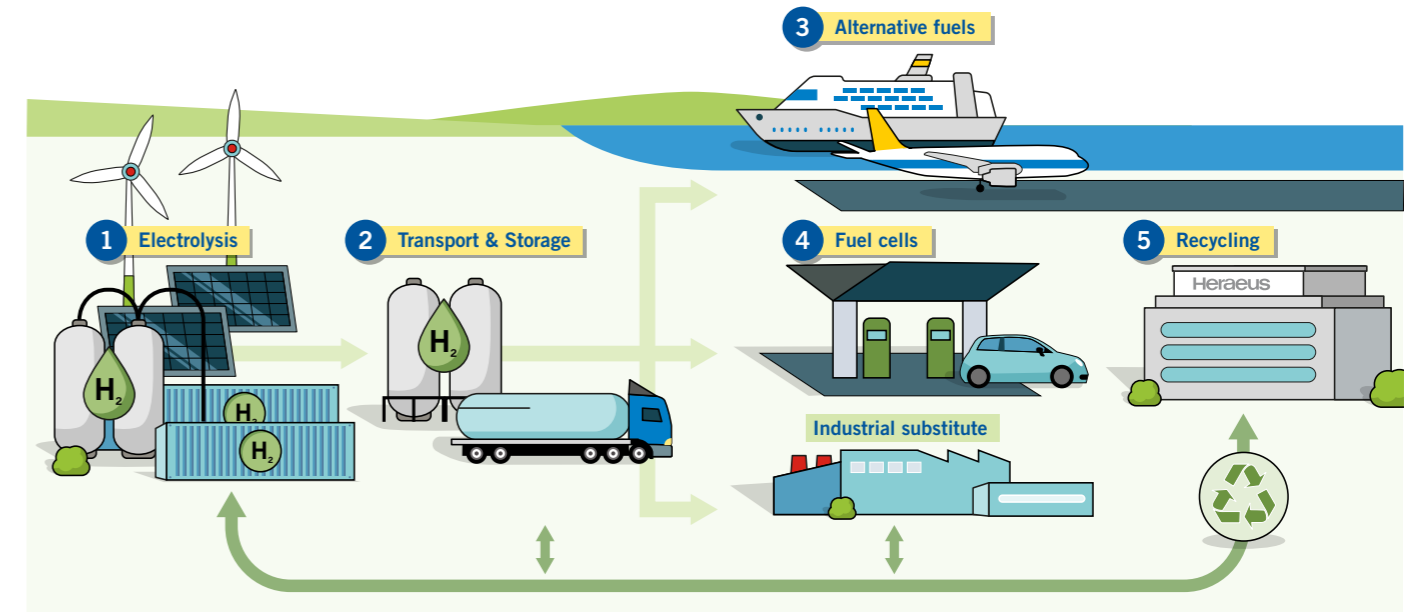 3 Alternative fuels
1 Electrolysis
2 Transport & Storage
4 Fuel cells
5 Recycling
Heraeus
H₂
H₂
H₂
H₂
Industrial substitute